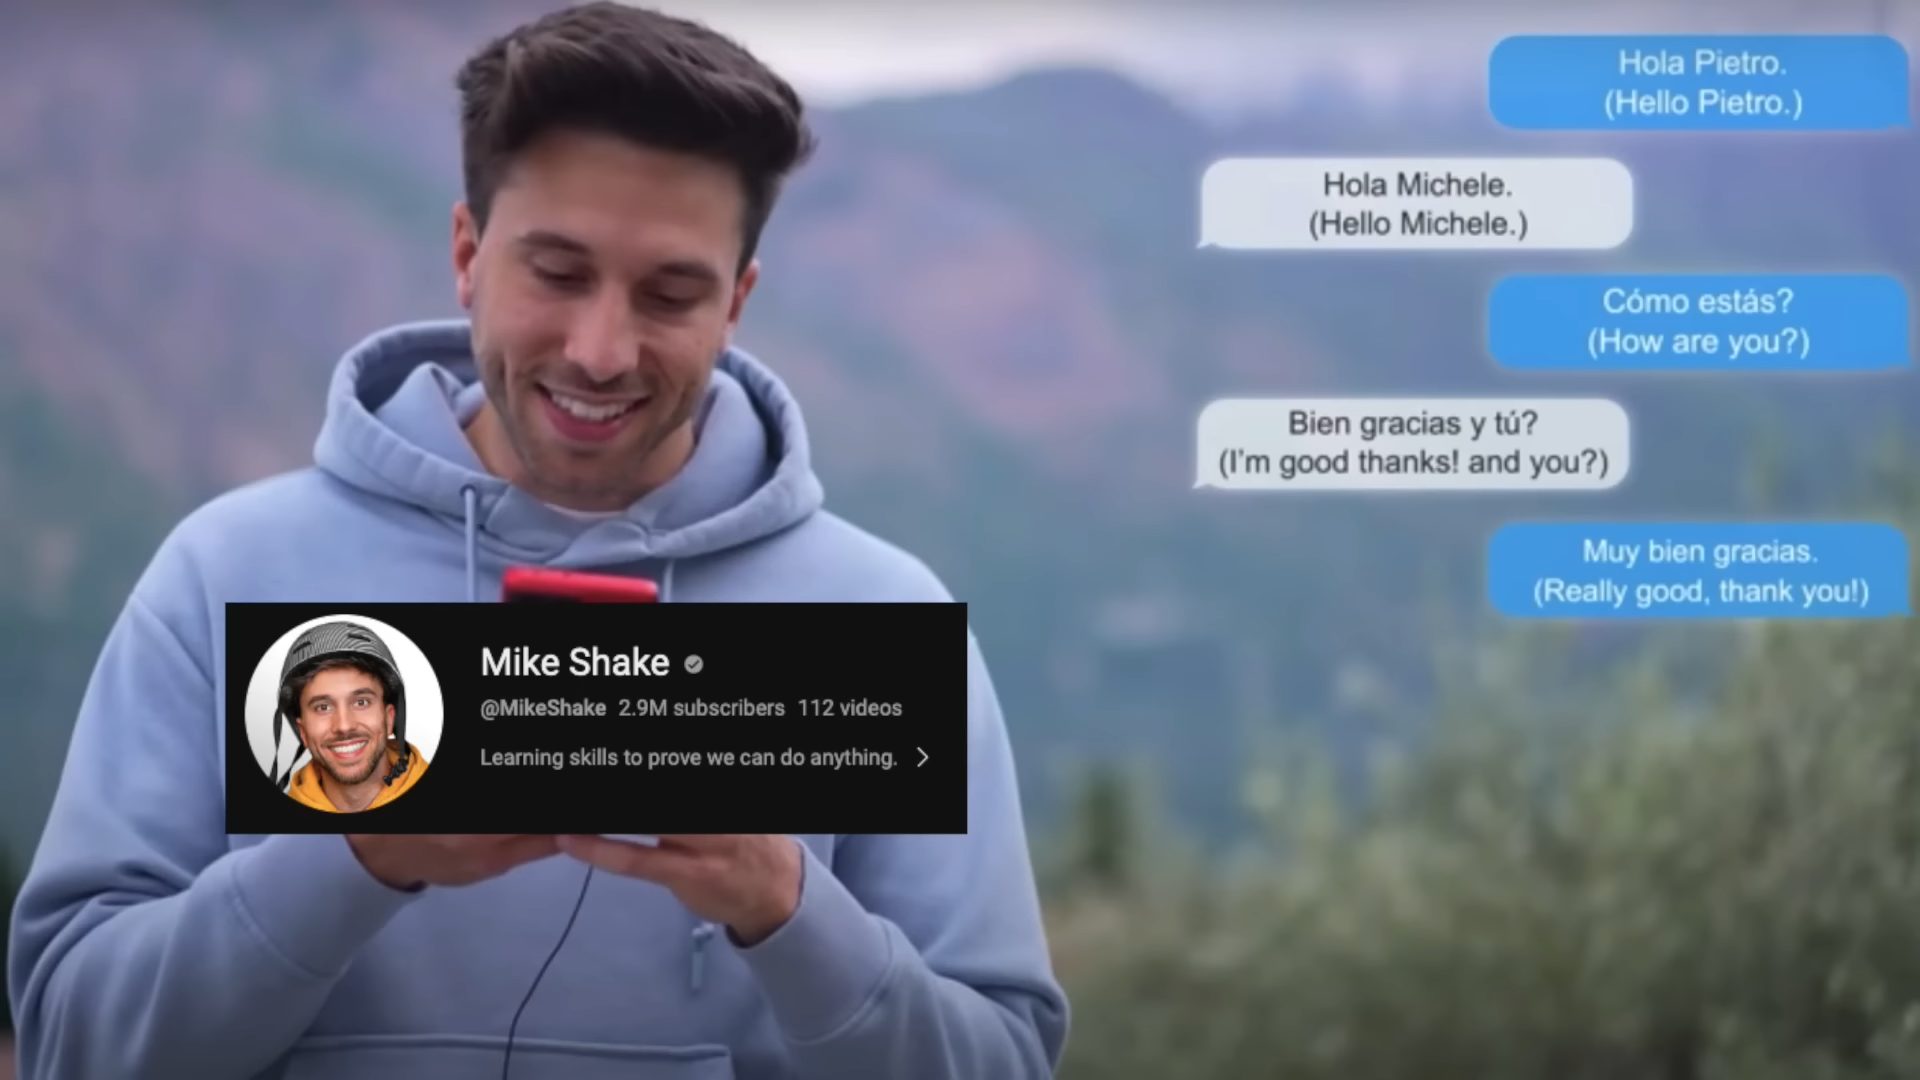 Hola Pietro.
(Hello Pietro.)
Hola Michele.
(Hello Michele.)
Cómo estás?
(How are you?)
Bien gracias y tú?
(I'm good thanks! and you?)
Muy bien gracias.
(Really good, thank you!)
Mike Shake
@MikeShake 2.9M subscribers 112 videos
Learning skills to prove we can do anything.